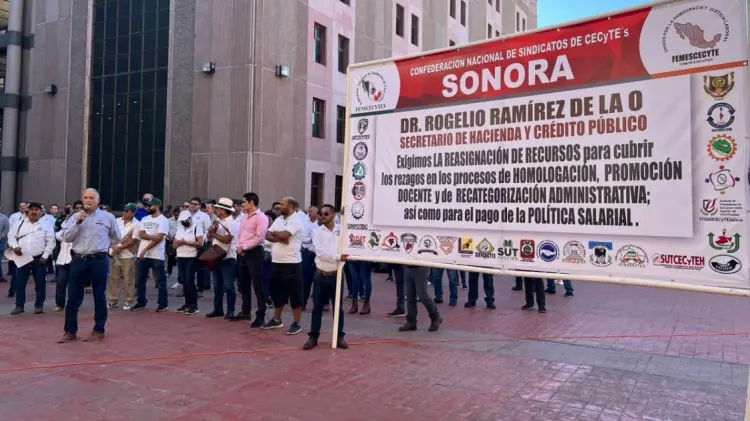 CONFEDERACIÓN NACIONAL DE SINDICATOS DE CECyTE's
SONORA
FEMESCECYTE
DR. ROGELIO RAMÍREZ DE LA O
SECRETARIO DE HACIENDA Y CRÉDITO PÚBLICO
Exigimos LA REASIGNACIÓN DE RECURSOS para cubrir
los rezagos en los procesos de HOMOLOGACIÓN, PROMOCIÓN
DOCENTE y de RECATEGORIZACIÓN ADMINISTRATIVA;
así como para el pago de la POLÍTICA SALARIAL.
SUT
SUTCECyTEH